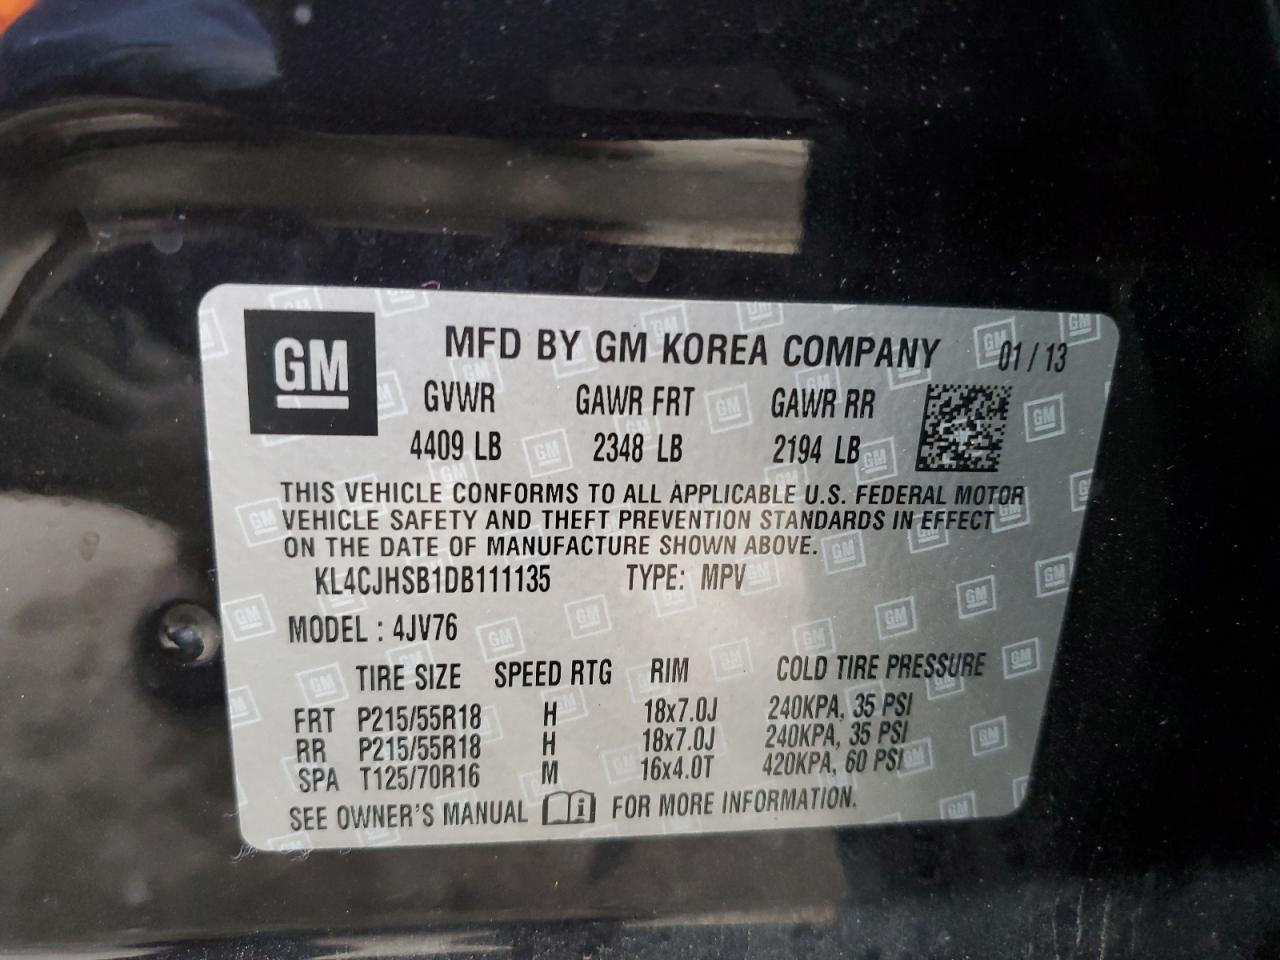 GM
MFD BY GM KOREA COMPANY 01 / 13
GVWR GAWR FRT GAWR RR
4409 LB 2348 LB 2194 LB
THIS VEHICLE CONFORMS TO ALL APPLICABLE U.S. FEDERAL MOTOR
VEHICLE SAFETY AND THEFT PREVENTION STANDARDS IN EFFECT
ON THE DATE OF MANUFACTURE SHOWN ABOVE.
KL4CJHSB1DB111135 TYPE: MPV
MODEL : 4JV76
TIRE SIZE SPEED RTG RIM COLD TIRE PRESSURE
FRT P215/55R18 H 18x7.0J 240KPA, 35 PSI
RR P215/55R18 H 18x7.0J 240KPA, 35 PSI
SPA T125/70R16 M 16x4.0T 420KPA, 60 PSI
SEE OWNER'S MANUAL i FOR MORE INFORMATION.